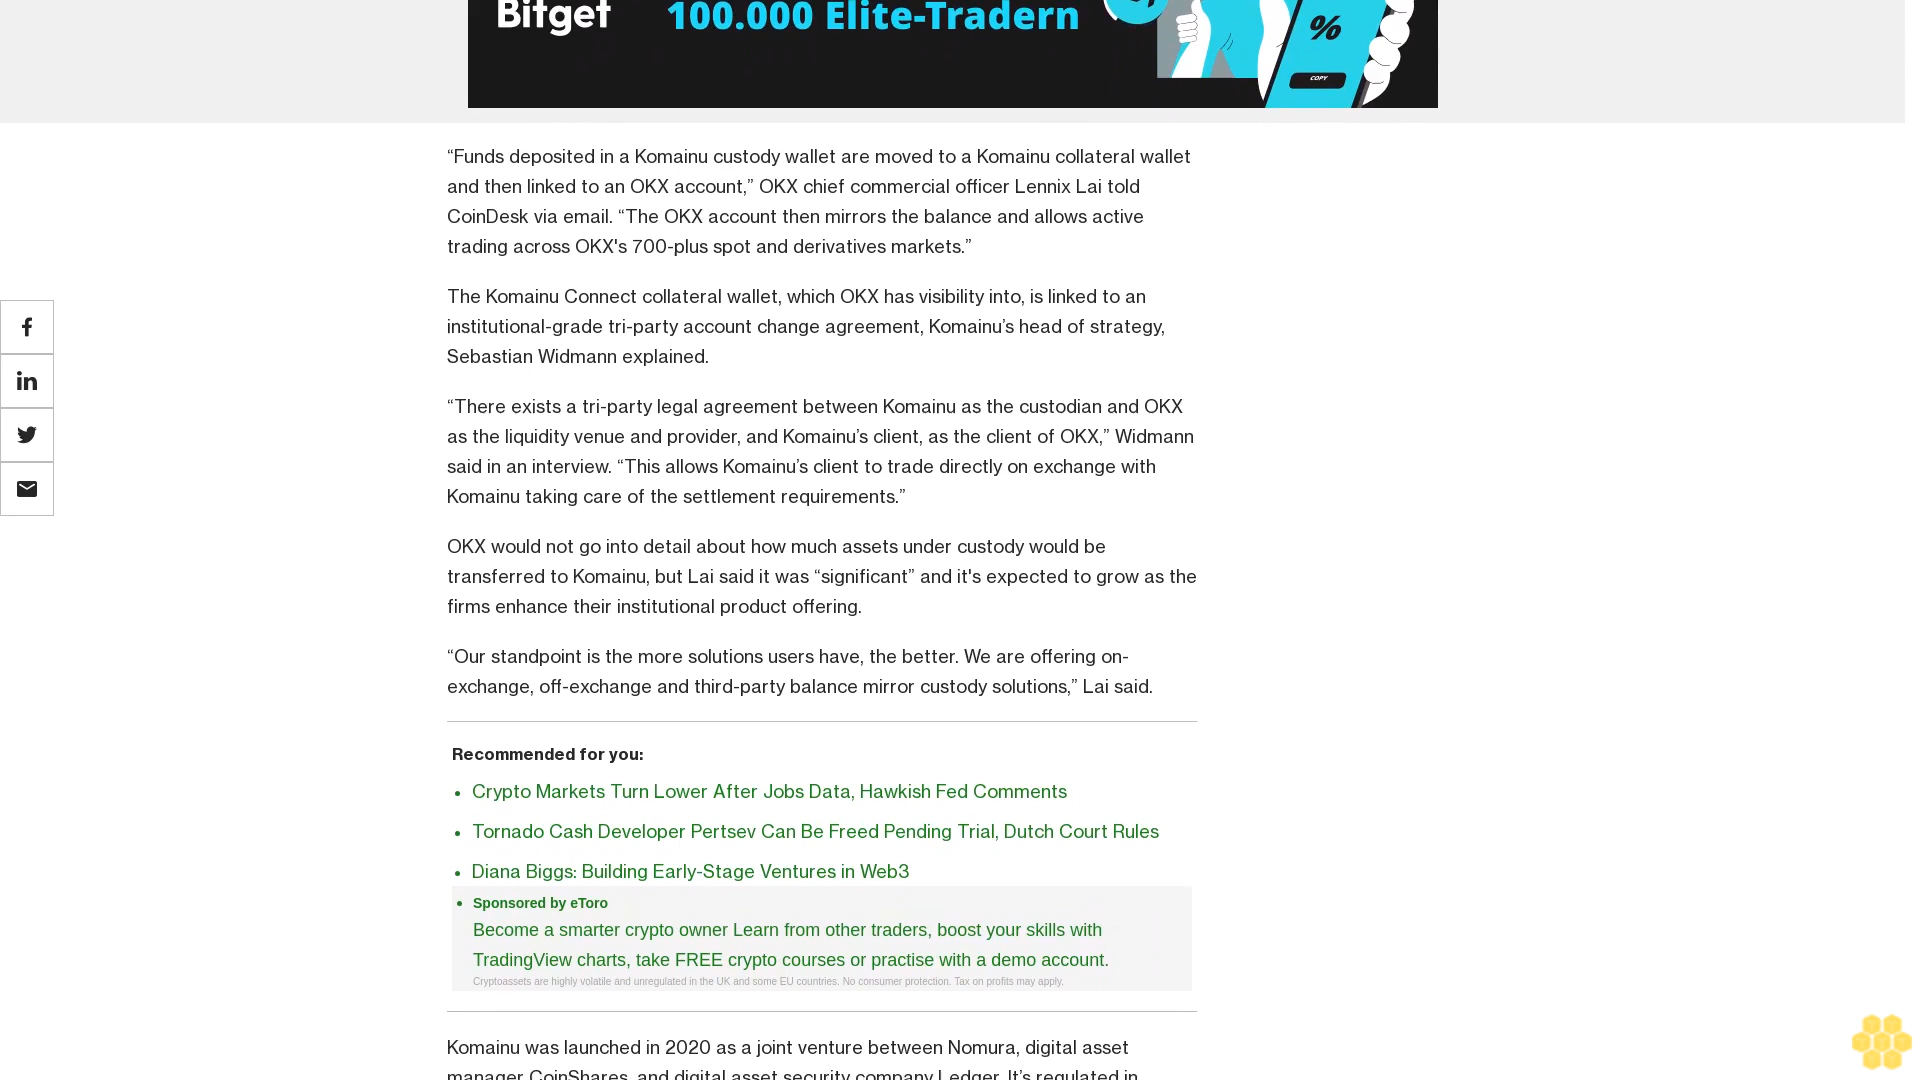 Bitget
100.000 Elite-Tradern
%
COPY
“Funds deposited in a Komainu custody wallet are moved to a Komainu collateral wallet
and then linked to an OKX account,” OKX chief commercial officer Lennix Lai told
CoinDesk via email. “The OKX account then mirrors the balance and allows active
trading across OKX's 700-plus spot and derivatives markets.”
The Komainu Connect collateral wallet, which OKX has visibility into, is linked to an
institutional-grade tri-party account change agreement, Komainu’s head of strategy,
Sebastian Widmann explained.
“There exists a tri-party legal agreement between Komainu as the custodian and OKX
as the liquidity venue and provider, and Komainu’s client, as the client of OKX,” Widmann
said in an interview. “This allows Komainu’s client to trade directly on exchange with
Komainu taking care of the settlement requirements.”
OKX would not go into detail about how much assets under custody would be
transferred to Komainu, but Lai said it was “significant” and it's expected to grow as the
firms enhance their institutional product offering.
“Our standpoint is the more solutions users have, the better. We are offering on-
exchange, off-exchange and third-party balance mirror custody solutions,” Lai said.
Recommended for you:
• Crypto Markets Turn Lower After Jobs Data, Hawkish Fed Comments
• Tornado Cash Developer Pertsev Can Be Freed Pending Trial, Dutch Court Rules
• Diana Biggs: Building Early-Stage Ventures in Web3
• Sponsored by eToro
Become a smarter crypto owner Learn from other traders, boost your skills with
TradingView charts, take FREE crypto courses or practise with a demo account.
Cryptoassets are highly volatile and unregulated in the UK and some EU countries. No consumer protection. Tax on profits may apply.
Komainu was launched in 2020 as a joint venture between Nomura, digital asset
manager CoinShares, and digital asset security company Ledger. It’s regulated in